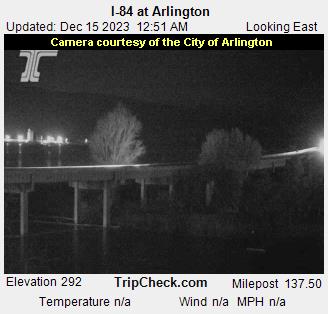 I-84 at Arlington
Updated: Dec 15 2023 12:51 AM Looking East
Camera courtesy of the City of Arlington
Elevation 292 TripCheck.com Milepost 137.50
Temperature n/a Wind n/a MPH n/a